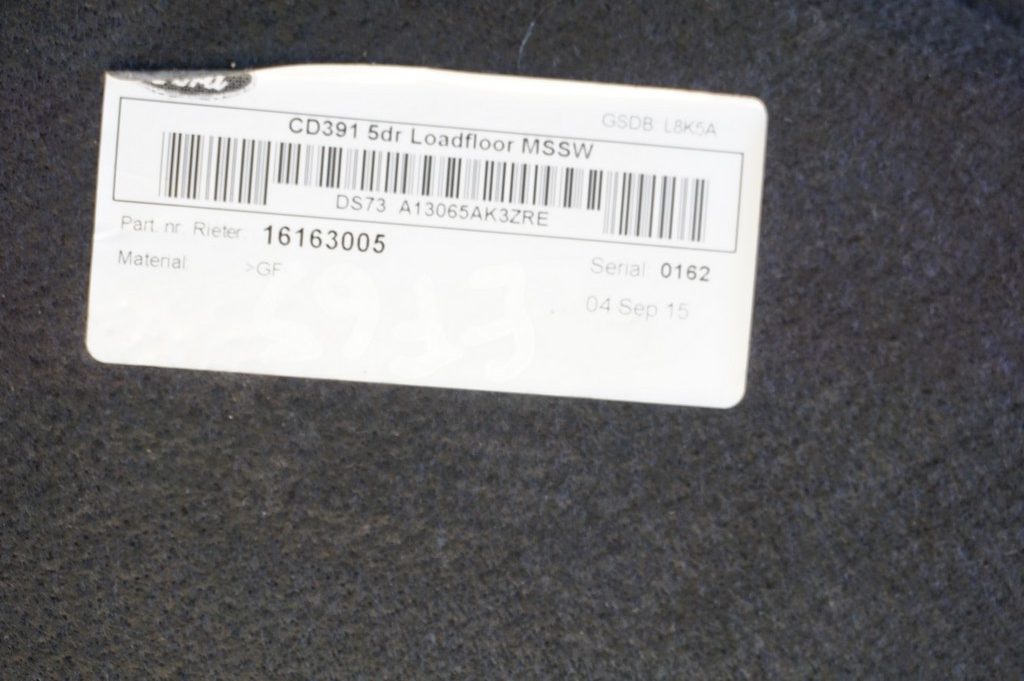 GSDB L8K5A
CD391 5dr Loadfloor MSSW
DS73 A13065AK3ZRE
Part. nr. Rieter: 16163005
Material: >GF
Serial: 0162
04 Sep 15